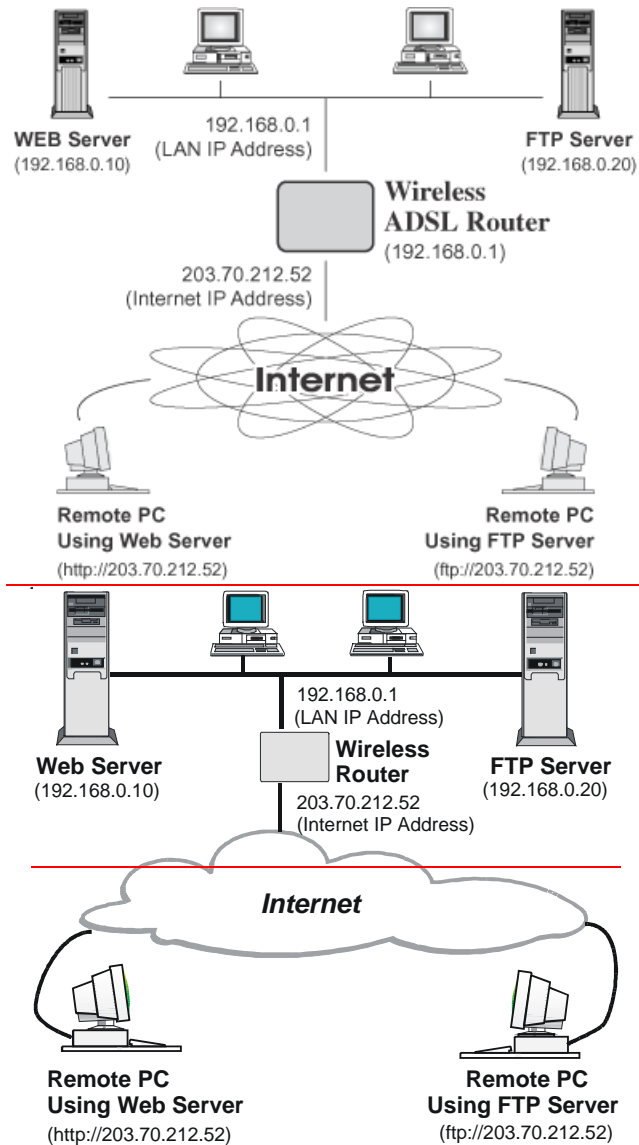 192.168.0.1
(LAN IP Address)
WEB Server
(192.168.0.10)
FTP Server
(192.168.0.20)
Wireless
ADSL Router
(192.168.0.1)
203.70.212.52
(Internet IP Address)
Internet
Remote PC
Using Web Server
(http://203.70.212.52)
Remote PC
Using FTP Server
(ftp://203.70.212.52)
192.168.0.1
(LAN IP Address)
Web Server
(192.168.0.10)
Wireless
Router
FTP Server
(192.168.0.20)
203.70.212.52
(Internet IP Address)
Internet
Remote PC
Using Web Server
(http://203.70.212.52)
Remote PC
Using FTP Server
(ftp://203.70.212.52)